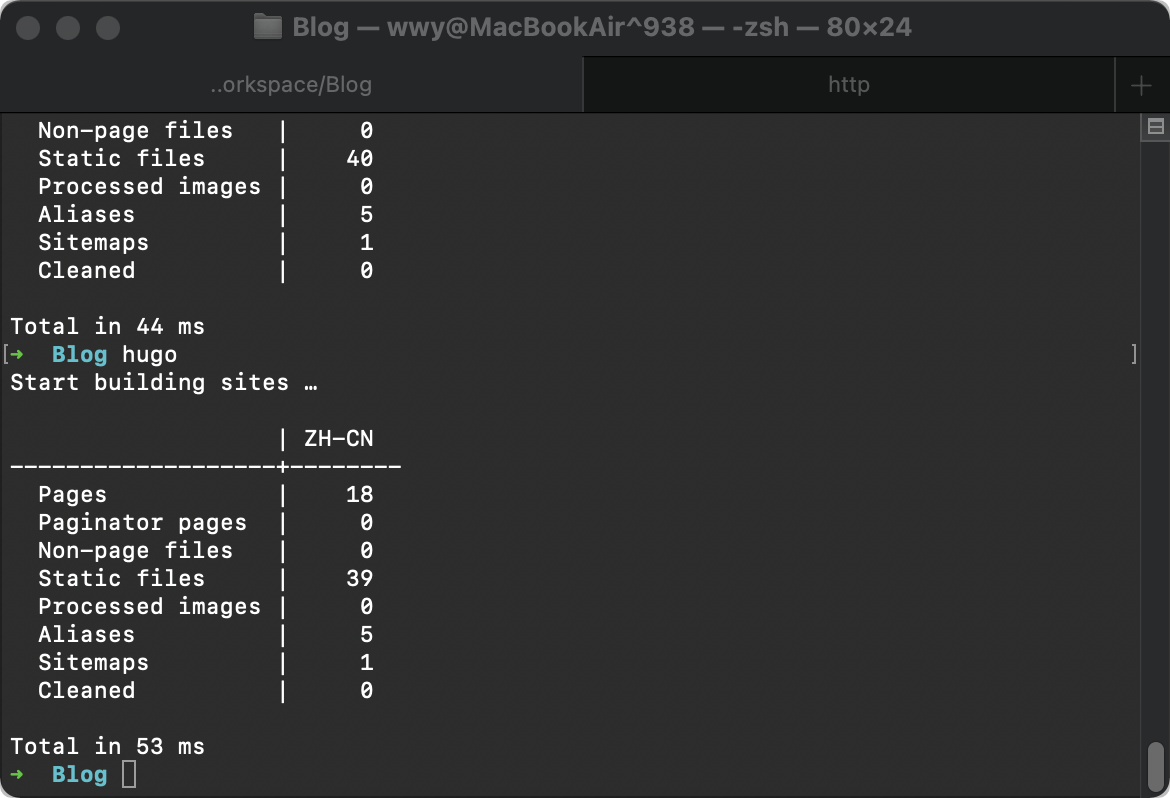 Blog — wwy@MacBookAir^938 — -zsh — 80×24
..orkspace/Blog
http
Non-page files | 0
Static files | 40
Processed images | 0
Aliases | 5
Sitemaps | 1
Cleaned | 0
Total in 44 ms
[➜ Blog hugo ]
Start building sites …
| ZH-CN
-------------------+--------
Pages | 18
Paginator pages | 0
Non-page files | 0
Static files | 39
Processed images | 0
Aliases | 5
Sitemaps | 1
Cleaned | 0
Total in 53 ms
➜ Blog